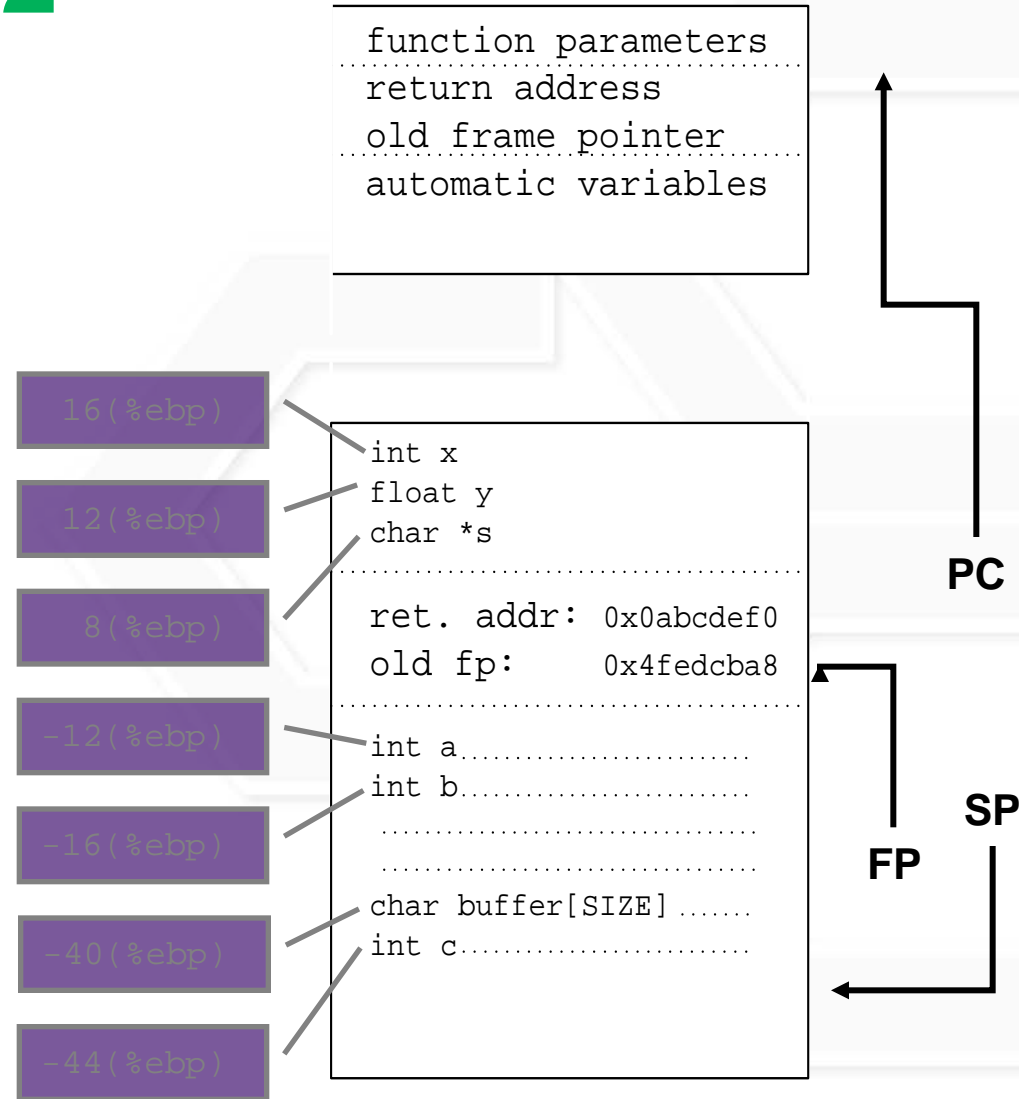 function parameters
return address
old frame pointer
automatic variables
16(%ebp)
int x
12(%ebp)
float y
char *s
8(%ebp)
ret. addr: 0x0abcdef0
old fp: 0x4fedcba8
PC
-12(%ebp)
int a
int b
-16(%ebp)
FP
SP
-40(%ebp)
char buffer[SIZE]
int c
-44(%ebp)